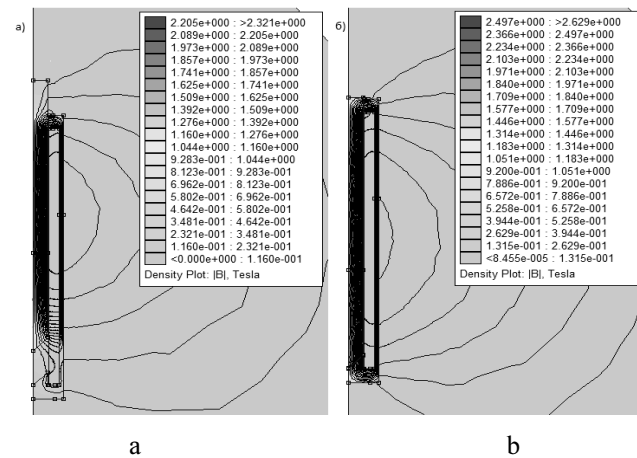 а)
2.205e+000 : >2.321e+000
2.089e+000 : 2.205e+000
1.973e+000 : 2.089e+000
1.857e+000 : 1.973e+000
1.741e+000 : 1.857e+000
1.625e+000 : 1.741e+000
1.509e+000 : 1.625e+000
1.392e+000 : 1.509e+000
1.276e+000 : 1.392e+000
1.160e+000 : 1.276e+000
1.044e+000 : 1.160e+000
9.283e-001 : 1.044e+000
8.123e-001 : 9.283e-001
6.962e-001 : 8.123e-001
5.802e-001 : 6.962e-001
4.642e-001 : 5.802e-001
3.481e-001 : 4.642e-001
2.321e-001 : 3.481e-001
1.160e-001 : 2.321e-001
<0.000e+000 : 1.160e-001
Density Plot: |B|, Tesla
б)
2.497e+000 : >2.629e+000
2.366e+000 : 2.497e+000
2.234e+000 : 2.366e+000
2.103e+000 : 2.234e+000
1.971e+000 : 2.103e+000
1.840e+000 : 1.971e+000
1.709e+000 : 1.840e+000
1.577e+000 : 1.709e+000
1.446e+000 : 1.577e+000
1.314e+000 : 1.446e+000
1.183e+000 : 1.314e+000
1.051e+000 : 1.183e+000
9.200e-001 : 1.051e+000
7.886e-001 : 9.200e-001
6.572e-001 : 7.886e-001
5.258e-001 : 6.572e-001
3.944e-001 : 5.258e-001
2.629e-001 : 3.944e-001
1.315e-001 : 2.629e-001
<8.455e-005 : 1.315e-001
Density Plot: |B|, Tesla
a
b